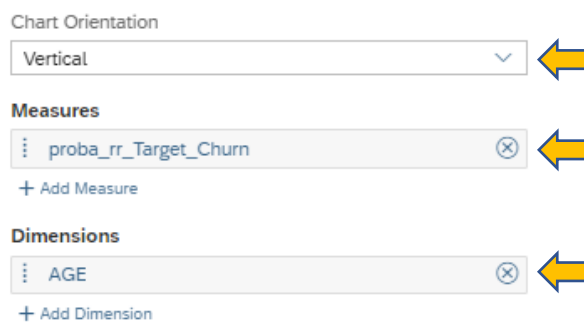 Chart Orientation
Vertical
Measures
proba_rr_Target_Churn
+ Add Measure
Dimensions
AGE
+ Add Dimension